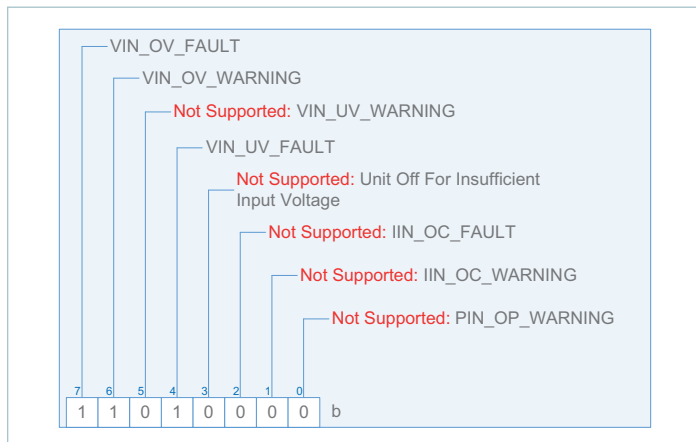 VIN_OV_FAULT
VIN_OV_WARNING
Not Supported: VIN_UV_WARNING
VIN_UV_FAULT
Not Supported: Unit Off For Insufficient
Input Voltage
Not Supported: IIN_OC_FAULT
Not Supported: IIN_OC_WARNING
Not Supported: PIN_OP_WARNING
7 6 5 4 3 2 1 0
1 1 0 1 0 0 0 0 b